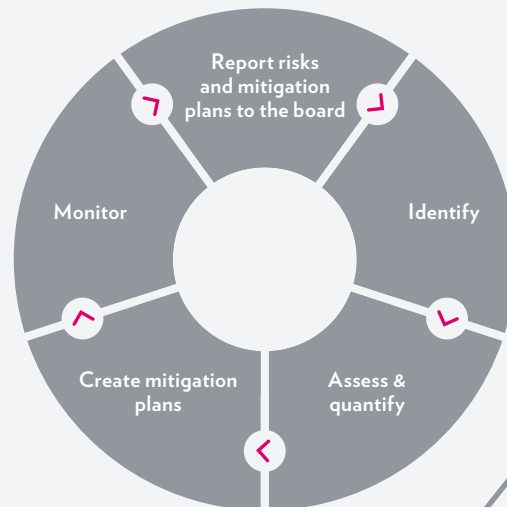 Report risks
and mitigation
plans to the board
Identify
Assess &
quantify
Create mitigation
plans
Monitor